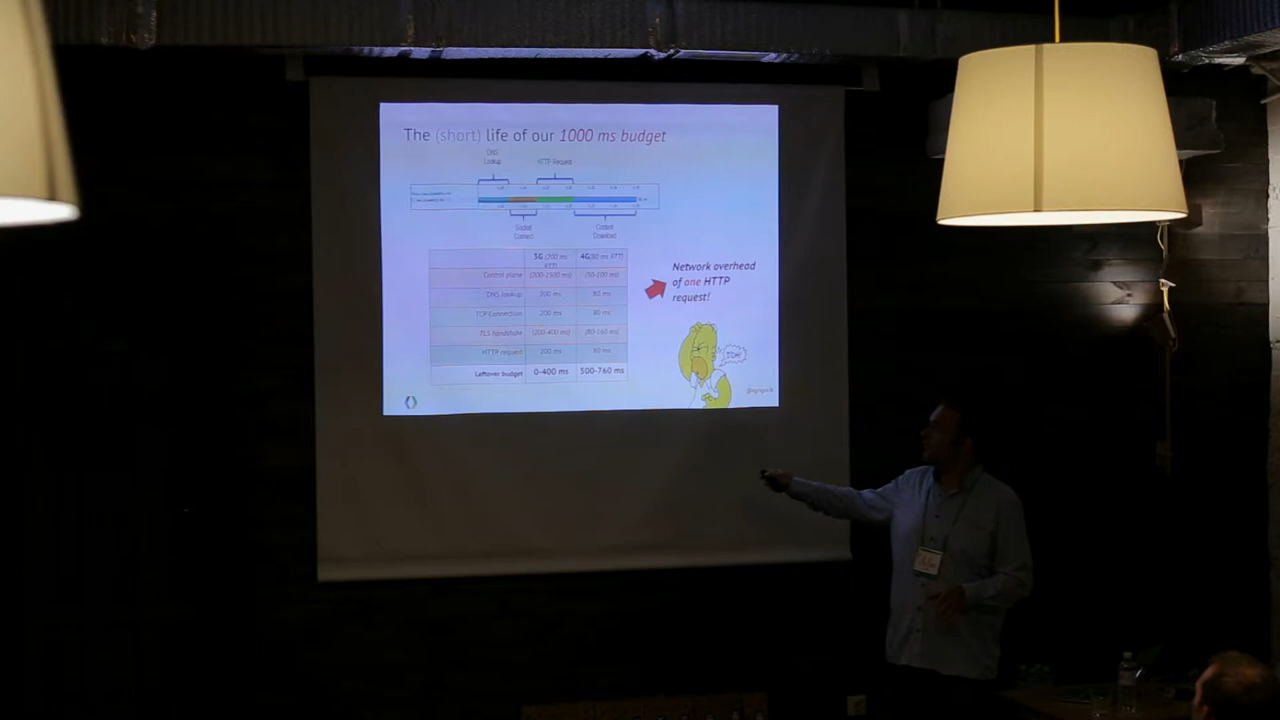 The (short) life of our 1000 ms budget
DNS
Lookup
HTTP Request
Socket
Connect
Content
Download
3G (200 ms RTT)
4G(80 ms RTT)
Control plane (200-2500 ms) (50-100 ms)
DNS lookup 200 ms 80 ms
TCP Connection 200 ms 80 ms
TLS handshake (200-400 ms) (80-160 ms)
HTTP request 200 ms 80 ms
Leftover budget 0-400 ms 500-760 ms
Network overhead
of one HTTP
request!
D'OH!
@igrigorik